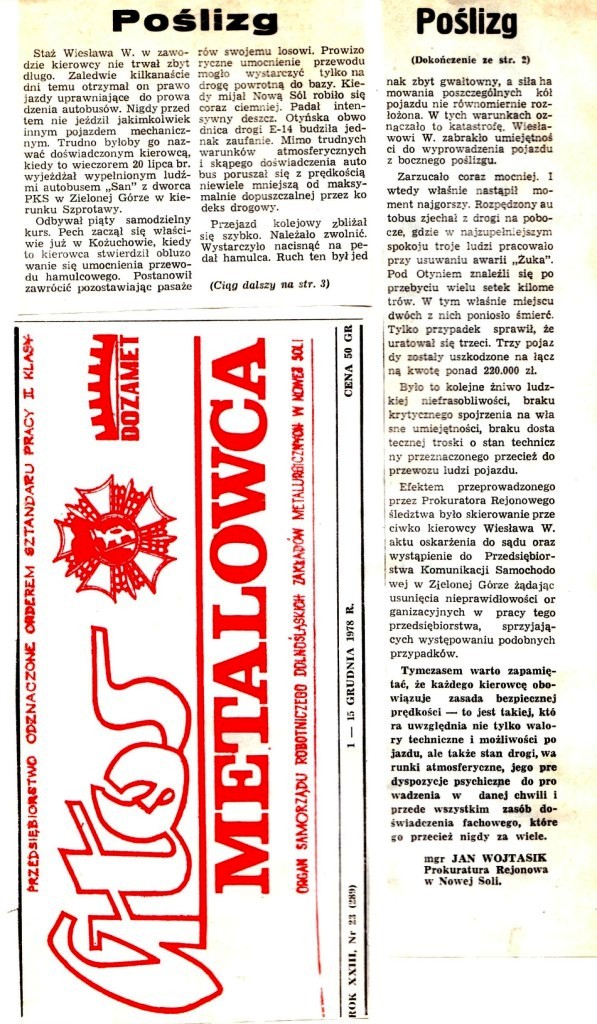 Poślizg
Staż Wiesława W. w zawo
dzie kierowcy nie trwał zbyt
długo. Zaledwie kilkanaście
dni temu otrzymał on prawo
jazdy uprawniające do prowa
dzenia autobusów. Nigdy przed
tem nie jeździł jakimkolwiek
innym pojazdem mechanicz-
nym. Trudno byłoby go naz-
wać doświadczonym kierowcą,
kiedy to wieczorem 20 lipca br.
wyjeżdżał wypełnionym ludź-
mi autobusem „San" z dworca
PKS w Zielonej Górze w kie-
runku Szprotawy.
Odbywał piąty samodzielny
kurs. Pech zaczął się właści-
wie już w Kożuchowie, kiedy
to kierowca stwierdził obluzo
wanie się umocnienia przewo-
du hamulcowego. Postanowił
zawrócić pozostawiając pasaże
rów swojemu losowi. Prowizo
ryczne umocnienie przewodu
mogło wystarczyć tylko na
drogę powrotną do bazy. Kie-
dy mijał Nową Sól robiło się
coraz ciemniej. Padał inten-
sywny deszcz. Otyńska obwo
dnica drogi E-14 budziła jed-
nak zaufanie. Mimo trudnych
warunków atmosferycznych
i skąpego doświadczenia auto
bus poruszał się z prędkością
niewiele mniejszą od maksy-
malnie dopuszczalnej przez ko
deks drogowy.
Przejazd kolejowy zbliżał
się szybko. Należało zwolnić.
Wystarczyło nacisnąć na pe-
dał hamulca. Ruch ten był jed
(Ciąg dalszy na str. 3)
Poślizg
(Dokończenie ze str. 2)
nak zbyt gwałtowny, a siła ha
mowania poszczególnych kół
pojazdu nie równomiernie roz-
łożona. W tych warunkach oz-
naczało to katastrofę. Wiesła-
wowi W. zabrakło umiejętnoś
ci do wyprowadzenia pojazdu
z bocznego poślizgu.
Zarzucało coraz mocniej. I
wtedy właśnie nastąpił mo-
ment najgorszy. Rozpędzony au
tobus zjechał z drogi na pobo-
cze, gdzie w najzupełniejszym
spokoju troje ludzi pracowało
przy usuwaniu awarii „Żuka".
Pod Otyniem znaleźli się po
przebyciu wielu setek kilome
trów. W tym właśnie miejscu
dwóch z nich poniosło śmierć.
Tylko przypadek sprawił, że
uratował się trzeci. Trzy pojaz
dy zostały uszkodzone na łącz
ną kwotę ponad 220.000 zł.
Było to kolejne żniwo ludz-
kiej niefrasobliwości, braku
krytycznego spojrzenia na wła
sne umiejętności, braku dosta
tecznej troski o stan technicz
ny przeznaczonego przecież do
przewozu ludzi pojazdu.
Efektem przeprowadzonego
przez Prokuratora Rejonowego
śledztwa było skierowanie prze
ciwko kierowcy Wiesława W.
aktu oskarżenia do sądu oraz
wystąpienie do Przedsiębior-
stwa Komunikacji Samochodo
wej w Zielonej Górze żądając
usunięcia nieprawidłowości or
ganizacyjnych w pracy tego
przedsiębiorstwa, sprzyjają-
cych występowaniu podobnych
przypadków.
Tymczasem warto zapamię-
tać, że każdego kierowcę obo-
wiązuje zasada bezpiecznej
prędkości — to jest takiej, któ
ra uwzględnia nie tylko walo-
ry techniczne i możliwości po
jazdu, ale także stan drogi, wa
runki atmosferyczne, jego pre
dyspozycje psychiczne do pro
wadzenia w danej chwili i
przede wszystkim zasób do-
świadczenia fachowego, które
go przecież nigdy za wiele.
mgr JAN WOJTASIK
Prokuratura Rejonowa
w Nowej Soli.
PRZEDSIĘBIORSTWO ODZNACZONE ORDEREM SZTANDARU PRACY II KLASY
DOZAMET
Głos
METALOWCA
ORGAN SAMORZĄDU ROBOTNICZEGO DOLNOŚLĄSKICH ZAKŁADÓW METALURGICZNYCH W NOWEJ SOLI
ROK XXIII, Nr 23 (289) 1 — 15 GRUDNIA 1978 R. CENA 50 GR